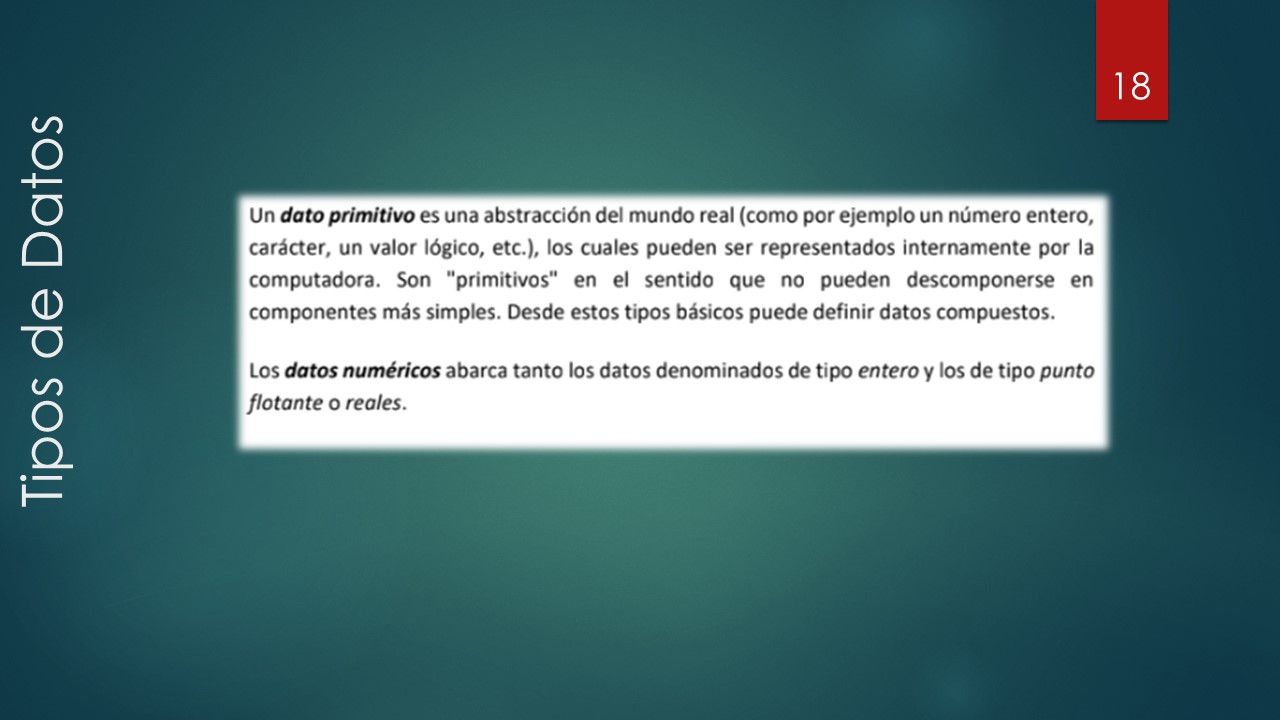 18
Tipos de Datos
Un dato primitivo es una abstracción del mundo real (como por ejemplo un número entero,
carácter, un valor lógico, etc.), los cuales pueden ser representados internamente por la
computadora. Son "primitivos" en el sentido que no pueden descomponerse en
componentes más simples. Desde estos tipos básicos puede definir datos compuestos.
Los datos numéricos abarca tanto los datos denominados de tipo entero y los de tipo punto
flotante o reales.